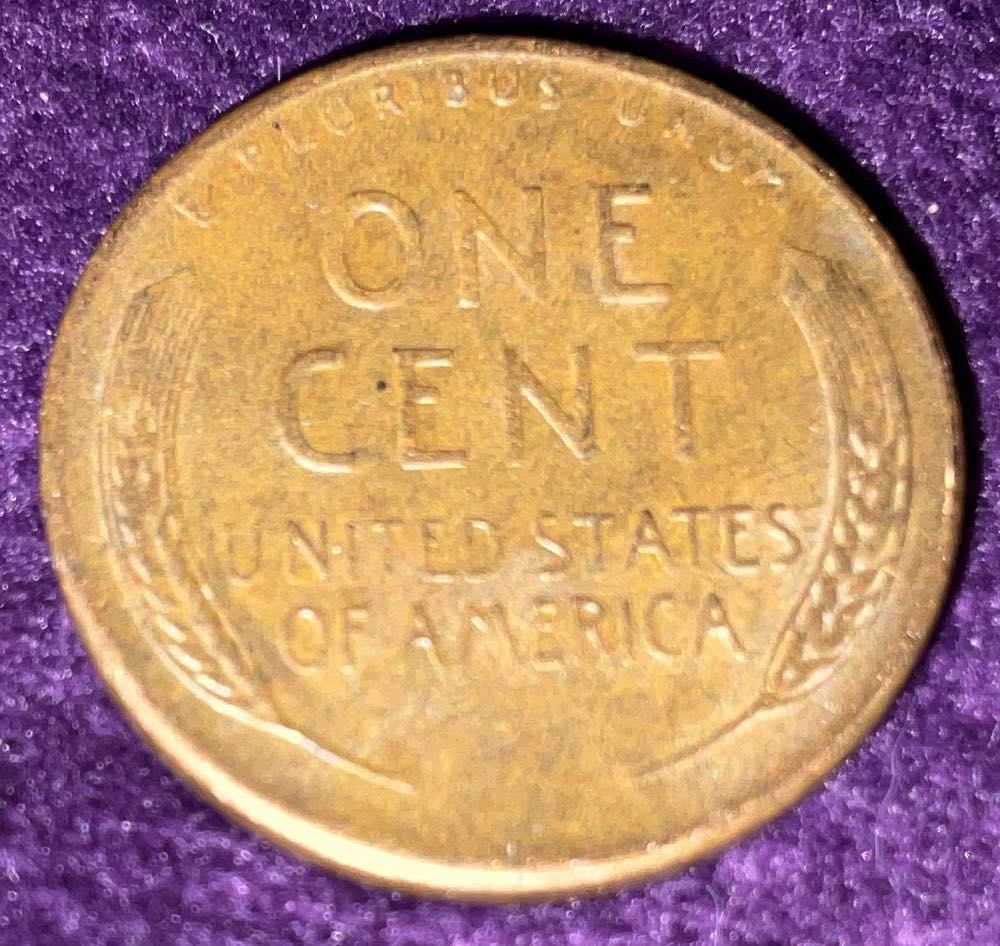 E PLURIBUS UNUM
ONE
CENT
UNITED STATES
OF AMERICA